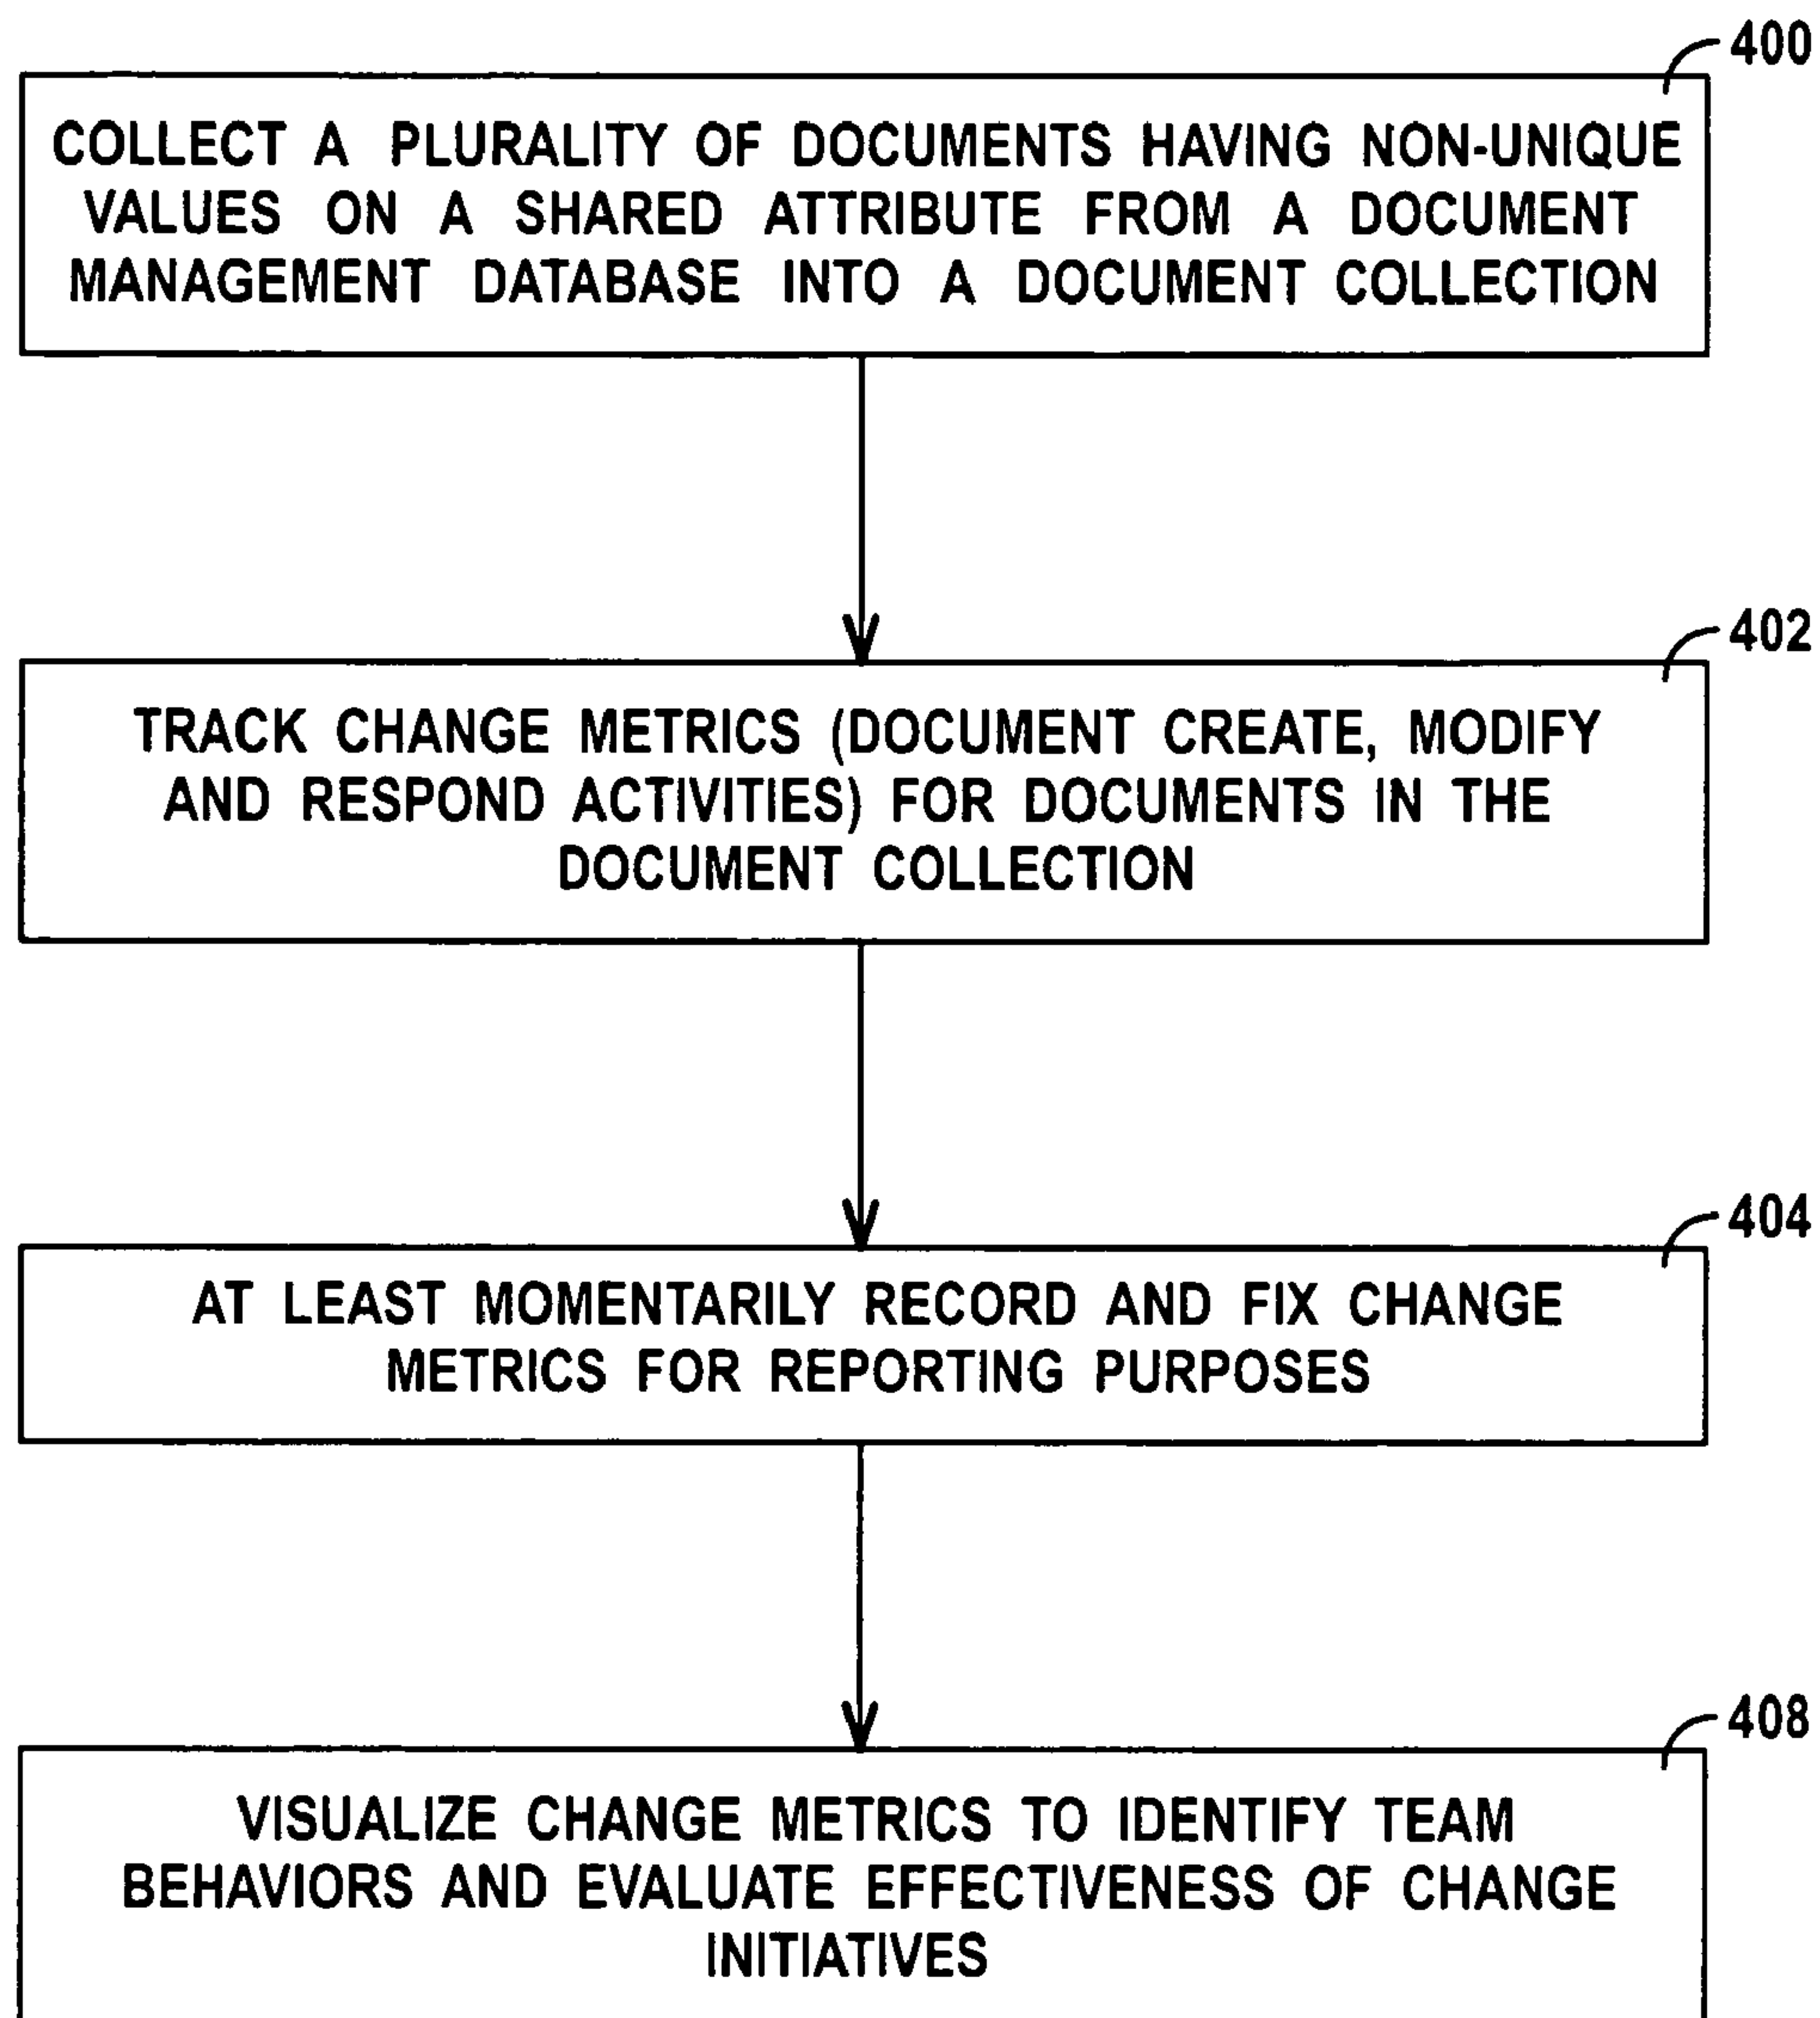 400
COLLECT A PLURALITY OF DOCUMENTS HAVING NON-UNIQUE
VALUES ON A SHARED ATTRIBUTE FROM A DOCUMENT
MANAGEMENT DATABASE INTO A DOCUMENT COLLECTION
402
TRACK CHANGE METRICS (DOCUMENT CREATE, MODIFY
AND RESPOND ACTIVITIES) FOR DOCUMENTS IN THE
DOCUMENT COLLECTION
404
AT LEAST MOMENTARILY RECORD AND FIX CHANGE
METRICS FOR REPORTING PURPOSES
408
VISUALIZE CHANGE METRICS TO IDENTIFY TEAM
BEHAVIORS AND EVALUATE EFFECTIVENESS OF CHANGE
INITIATIVES